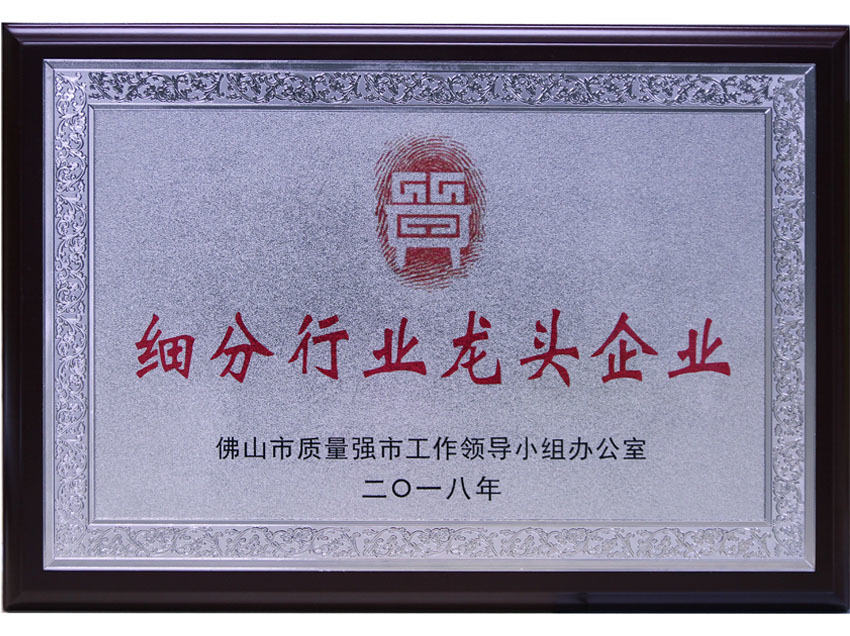 質
细分行业龙头企业
佛山市质量强市工作领导小组办公室
二〇一八年